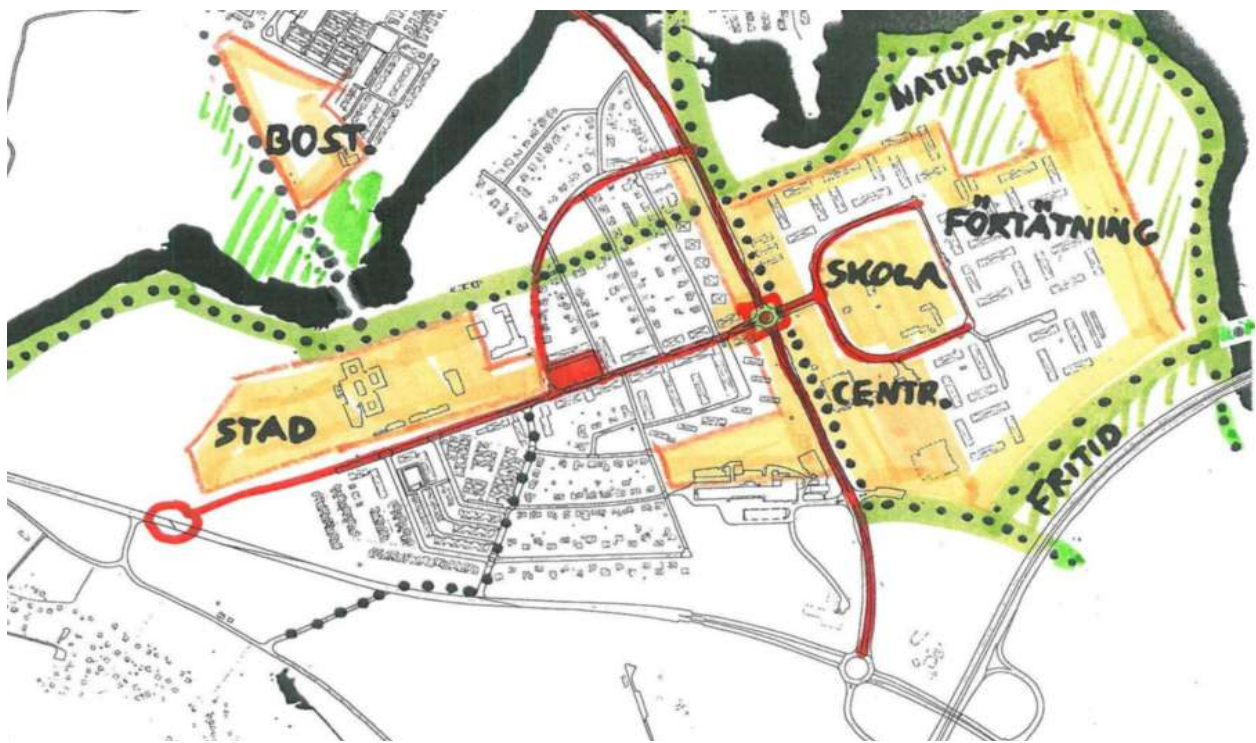 NATURPARK
BOST.
FÖRTÄTNING
SKOLA
CENTR.
STAD
FRITID